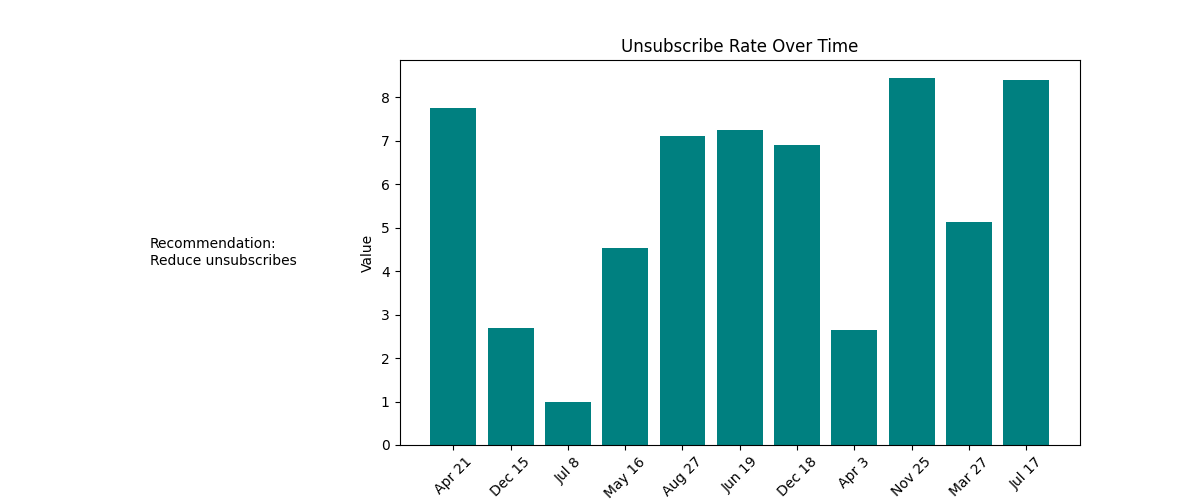 Unsubscribe Rate Over Time
Recommendation:
Reduce unsubscribes
Value
8
7
6
5
4
3
2
1
0
Apr 21
Dec 15
Jul 8
May 16
Aug 27
Jun 19
Dec 18
Apr 3
Nov 25
Mar 27
Jul 17